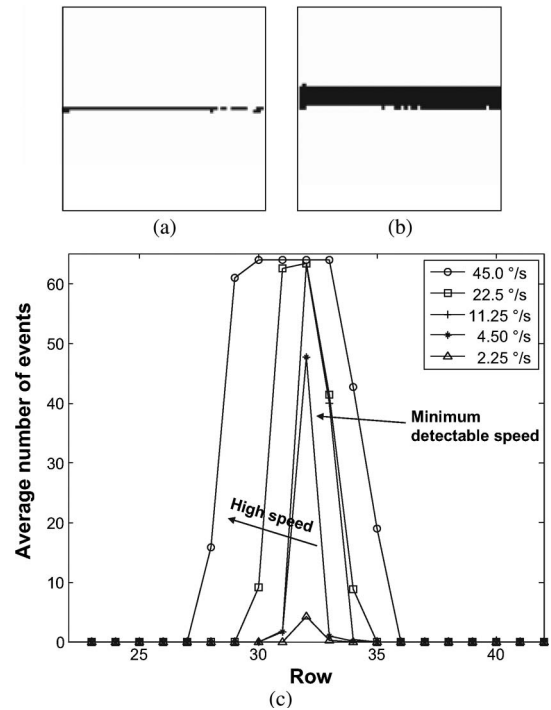 (a)
(b)
60
50
40
30
20
10
0
Average number of events
45.0 °/s
22.5 °/s
11.25 °/s
4.50 °/s
2.25 °/s
Minimum
detectable speed
High speed
25
30
35
40
Row
(c)